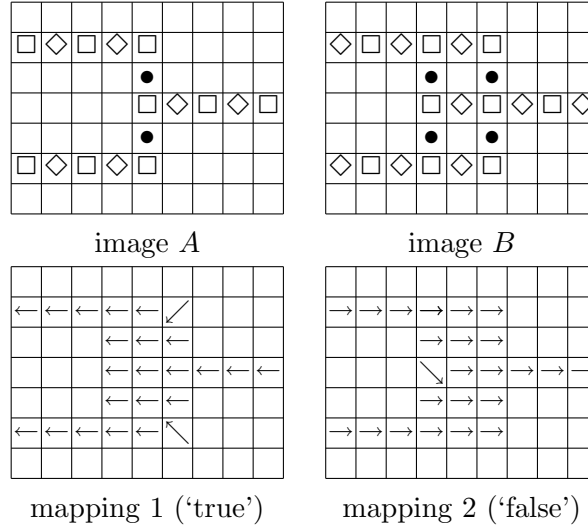 image A
image B
mapping 1 (‘true’)
mapping 2 (‘false’)